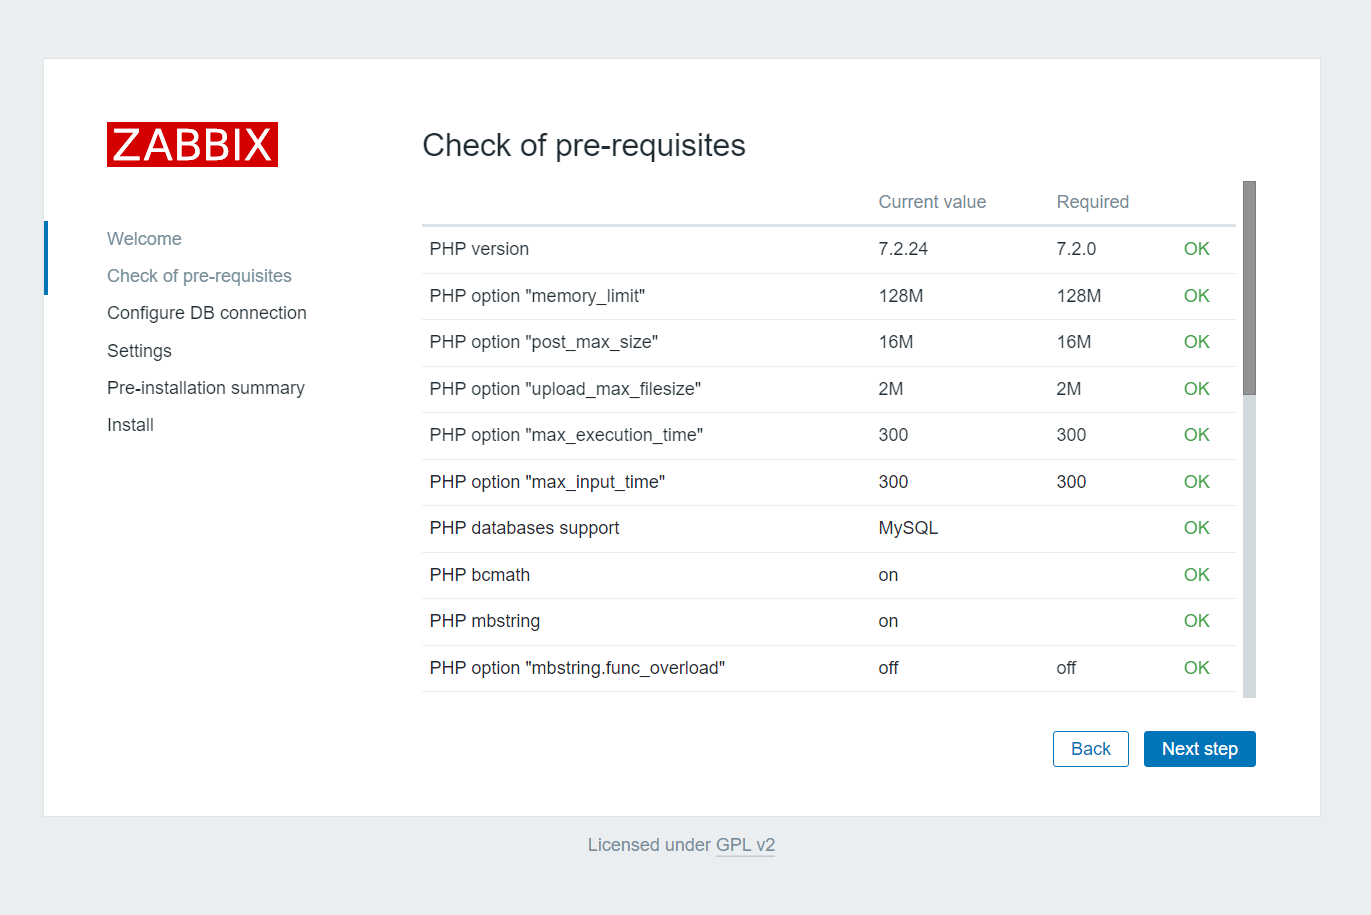 ZABBIX
Welcome
Check of pre-requisites
Configure DB connection
Settings
Pre-installation summary
Install
Check of pre-requisites
Current value Required
PHP version 7.2.24 7.2.0 OK
PHP option "memory_limit" 128M 128M OK
PHP option "post_max_size" 16M 16M OK
PHP option "upload_max_filesize" 2M 2M OK
PHP option "max_execution_time" 300 300 OK
PHP option "max_input_time" 300 300 OK
PHP databases support MySQL OK
PHP bcmath on OK
PHP mbstring on OK
PHP option "mbstring.func_overload" off off OK
Back Next step
Licensed under GPL v2